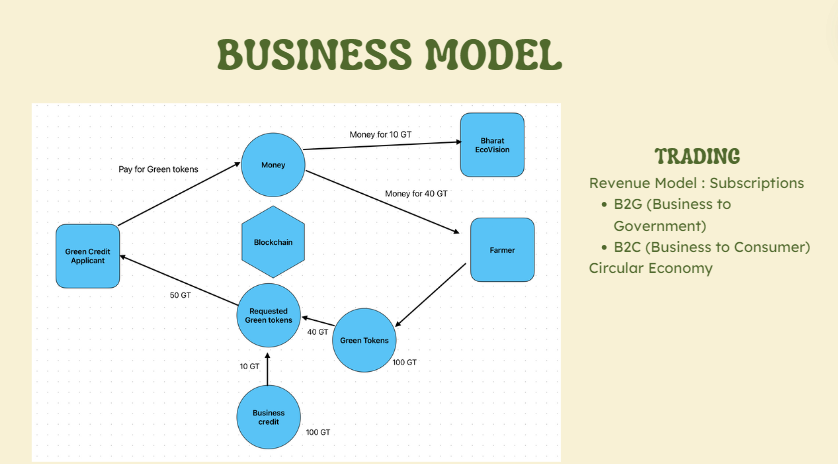 BUSINESS MODEL
Money for 10 GT
Bharat
EcoVision
Pay for Green tokens
Money
Money for 40 GT
Green Credit
Applicant
Blockchain
Farmer
50 GT
Requested
Green tokens
40 GT
Green Tokens
100 GT
10 GT
Business
credit
100 GT
TRADING
Revenue Model : Subscriptions
• B2G (Business to
Government)
• B2C (Business to Consumer)
Circular Economy